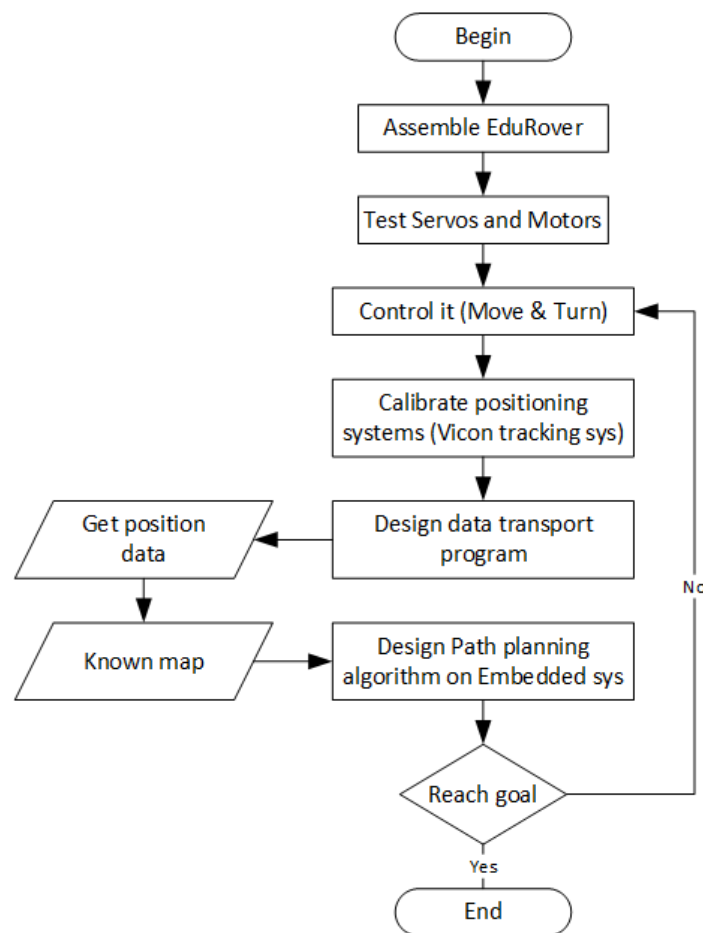 Begin
Assemble EduRover
Test Servos and Motors
Control it (Move & Turn)
Calibrate positioning
systems (Vicon tracking sys)
Get position
data
Design data transport
program
No
Known map
Design Path planning
algorithm on Embedded sys
Reach goal
Yes
End